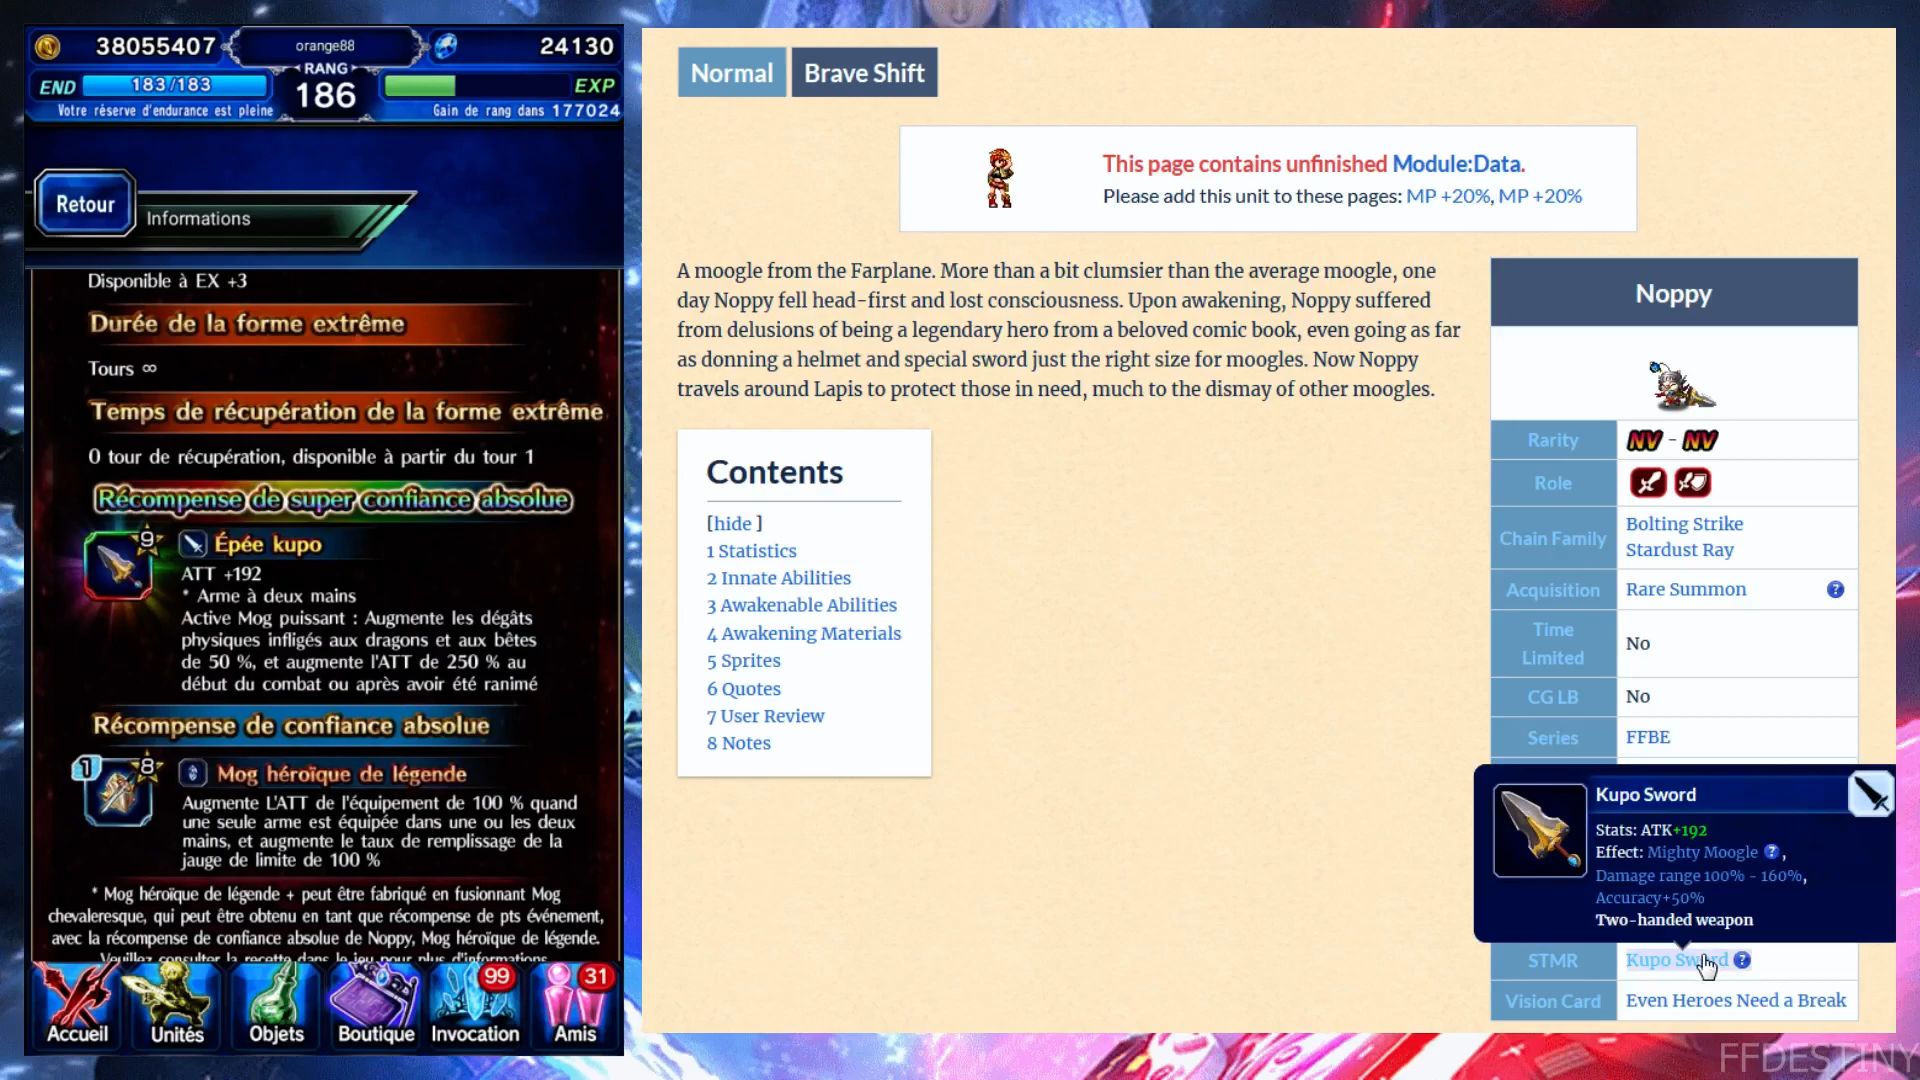 38055407
orange88
24130
RANG
186
END
183/183
EXP
Votre réserve d'endurance est pleine
Gain de rang dans 177024
Retour
Informations
Disponible à EX +3
Durée de la forme extrême
Tours ∞
Temps de récupération de la forme extrême
0 tour de récupération, disponible à partir du tour 1
Récompense de super confiance absolue
9
Épée kupo
ATT +192
* Arme à deux mains
Active Mog puissant : Augmente les dégâts
physiques infligés aux dragons et aux bêtes
de 50 %, et augmente l'ATT de 250 % au
début du combat ou après avoir été ranimé
Récompense de confiance absolue
1
8
Mog héroïque de légende
Augmente L'ATT de l'équipement de 100 % quand
une seule arme est équipée dans une ou les deux
mains, et augmente le taux de remplissage de la
jauge de limite de 100 %
* Mog héroïque de légende + peut être fabriqué en fusionnant Mog
chevaleresque, qui peut être obtenu en tant que récompense de pts événement,
avec la récompense de confiance absolue de Noppy, Mog héroïque de légende.
Veuillez consulter la recette dans le jeu pour plus d'informations.
99
31
Accueil
Unités
Objets
Boutique
Invocation
Amis
Normal
Brave Shift
This page contains unfinished Module:Data.
Please add this unit to these pages: MP +20%, MP +20%
A moogle from the Farplane. More than a bit clumsier than the average moogle, one
day Noppy fell head-first and lost consciousness. Upon awakening, Noppy suffered
from delusions of being a legendary hero from a beloved comic book, even going as far
as donning a helmet and special sword just the right size for moogles. Now Noppy
travels around Lapis to protect those in need, much to the dismay of other moogles.
Contents
[hide ]
1 Statistics
2 Innate Abilities
3 Awakenable Abilities
4 Awakening Materials
5 Sprites
6 Quotes
7 User Review
8 Notes
Noppy
Rarity
NV - NV
Role
Chain Family
Bolting Strike
Stardust Ray
Acquisition
Rare Summon
?
Time
Limited
No
CG LB
No
Series
FFBE
Kupo Sword
Stats: ATK+192
Effect: Mighty Moogle ? ,
Damage range 100% - 160%,
Accuracy+50%
Two-handed weapon
STMR
Kupo Sword ?
Vision Card
Even Heroes Need a Break
FFDESTINY